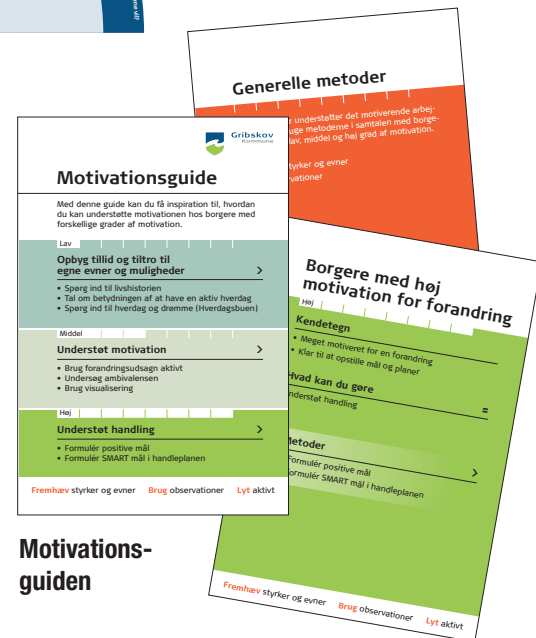 Generelle metoder
understøtter det motiverende arbej-
uge metoderne i samtalen med borge-
lav, middel og høj grad af motivation.
tyrker og evner
vationer
Gribskov
Kommune
Motivationsguide
Med denne guide kan du få inspiration til, hvordan
du kan understøtte motivationen hos borgere med
forskellige grader af motivation.
Lav
Opbyg tillid og tiltro til
egne evner og muligheder >
• Spørg ind til livshistorien
• Tal om betydningen af at have en aktiv hverdag
• Spørg ind til hverdag og drømme (Hverdagsbuen)
Middel
Understøt motivation >
• Brug forandringsudsagn aktivt
• Undersøg ambivalensen
• Brug visualisering
Høj
Understøt handling >
• Formulér positive mål
• Formulér SMART mål i handleplanen
Fremhæv styrker og evner Brug observationer Lyt aktivt
Borgere med høj
motivation for forandring
Høj
Kendetegn
• Meget motiveret for en forandring
• Klar til at opstille mål og planer
Hvad kan du gøre =
Understøt handling
Metoder >
Formulér positive mål
Formulér SMART mål i handleplanen
Fremhæv styrker og evner Brug observationer Lyt aktivt
Motivations-
guiden